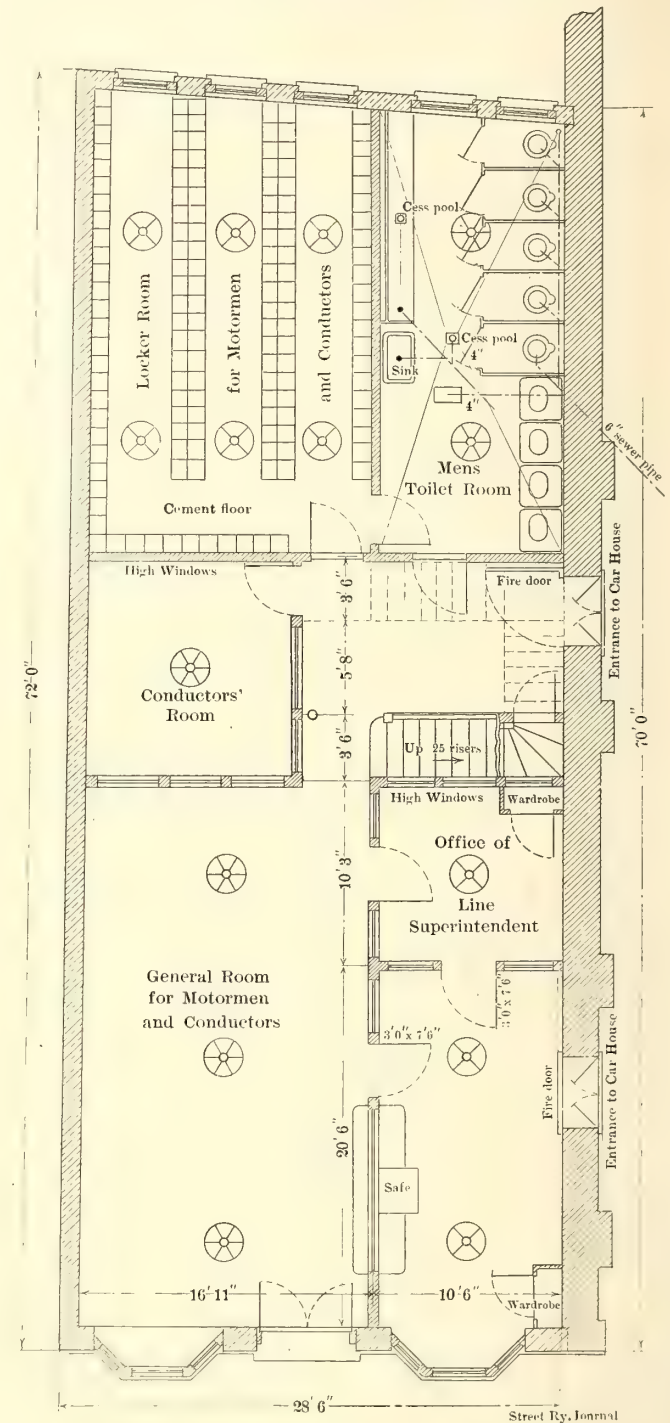 Cess pool
Locker Room
for Motormen
and Conductors
Cess pool
4"
Sink
4"
6" sewer pipe
Mens
Toilet Room
Cement floor
High Windows
3'6"
Fire door
Entrance to Car House
72'0"
70'0"
5'8"
Conductors'
Room
3'6"
Up 25 risers
High Windows
Wardrobe
10'3"
Office of
Line
Superintendent
General Room
for Motormen
and Conductors
3'0" x 7'6"
3'0 x 7'6"
Fire door
Entrance to Car House
20'6"
Safe
16'11"
10'6"
Wardrobe
28'6"
Street Ry. Journal